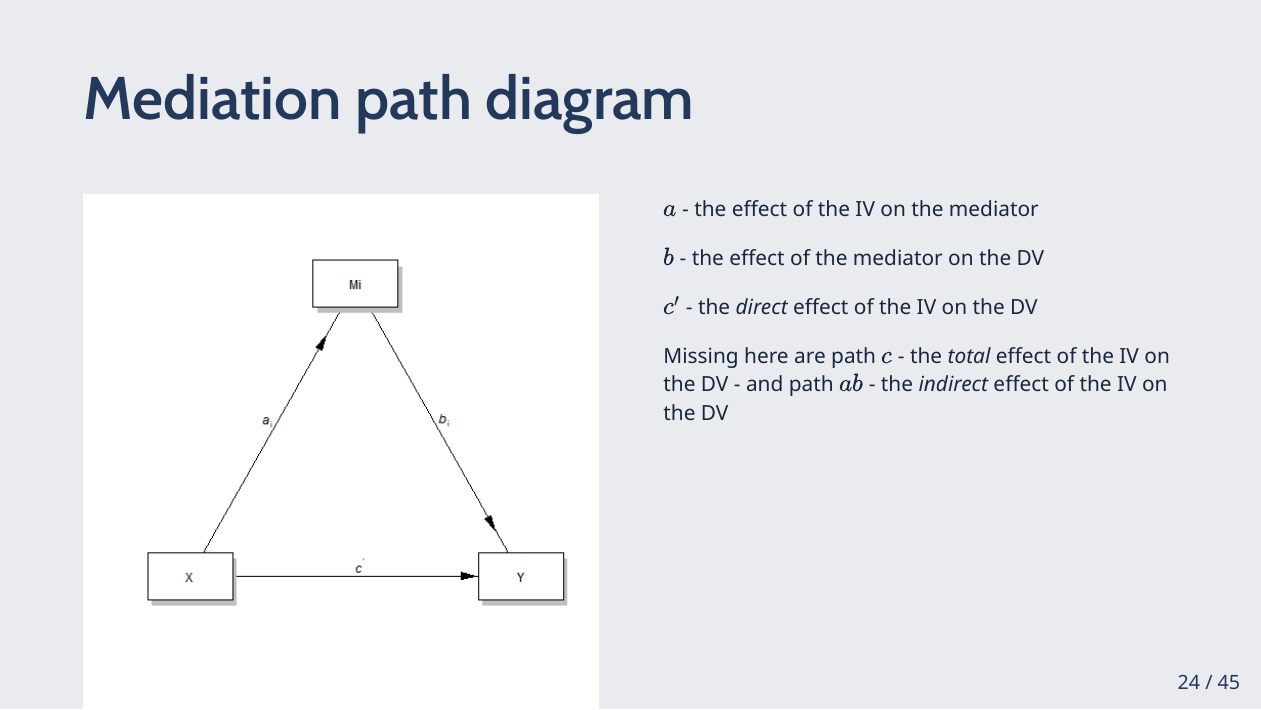 Mediation path diagram
Mi
a_i
b_i
X
c'
Y
a - the effect of the IV on the mediator
b - the effect of the mediator on the DV
c′ - the direct effect of the IV on the DV
Missing here are path c - the total effect of the IV on
the DV - and path ab - the indirect effect of the IV on
the DV
24 / 45